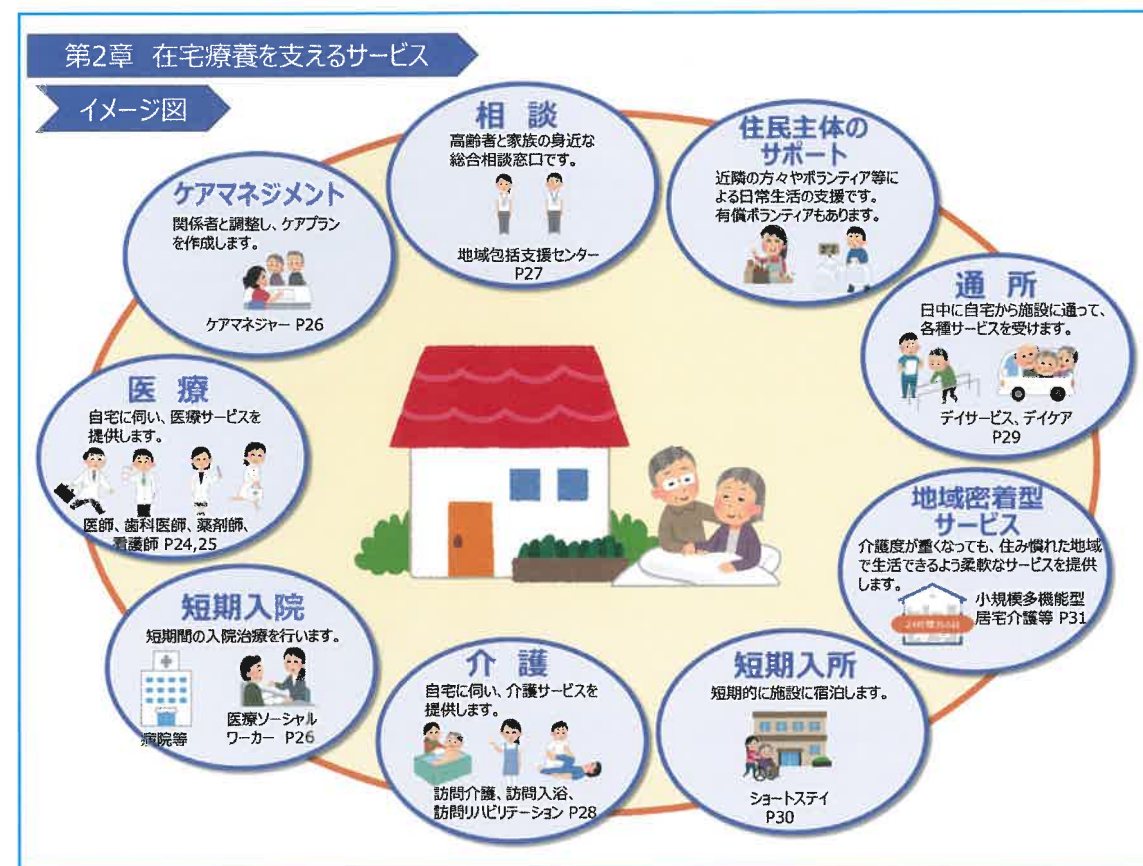 第2章 在宅療養を支えるサービス
イメージ図
相 談
高齢者と家族の身近な
総合相談窓口です。
地域包括支援センター
P27
住民主体の
サポート
近隣の方々やボランティア等に
よる日常生活の支援です。
有償ボランティアもあります。
通 所
日中に自宅から施設に通って、
各種サービスを受けます。
デイサービス、デイケア
P29
地域密着型
サービス
介護度が重くなっても、住み慣れた地域
で生活できるよう柔軟なサービスを提供
します。
小規模多機能型
居宅介護等 P31
短期入所
短期的に施設に宿泊します。
ショートステイ
P30
介 護
自宅に伺い、介護サービスを
提供します。
訪問介護、訪問入浴、
訪問リハビリテーション P28
短期入院
短期間の入院治療を行います。
病院等
医療ソーシャル
ワーカー P26
医 療
自宅に伺い、医療サービスを
提供します。
医師、歯科医師、薬剤師、
看護師 P24,25
ケアマネジメント
関係者と調整し、ケアプラン
を作成します。
ケアマネジャー P26